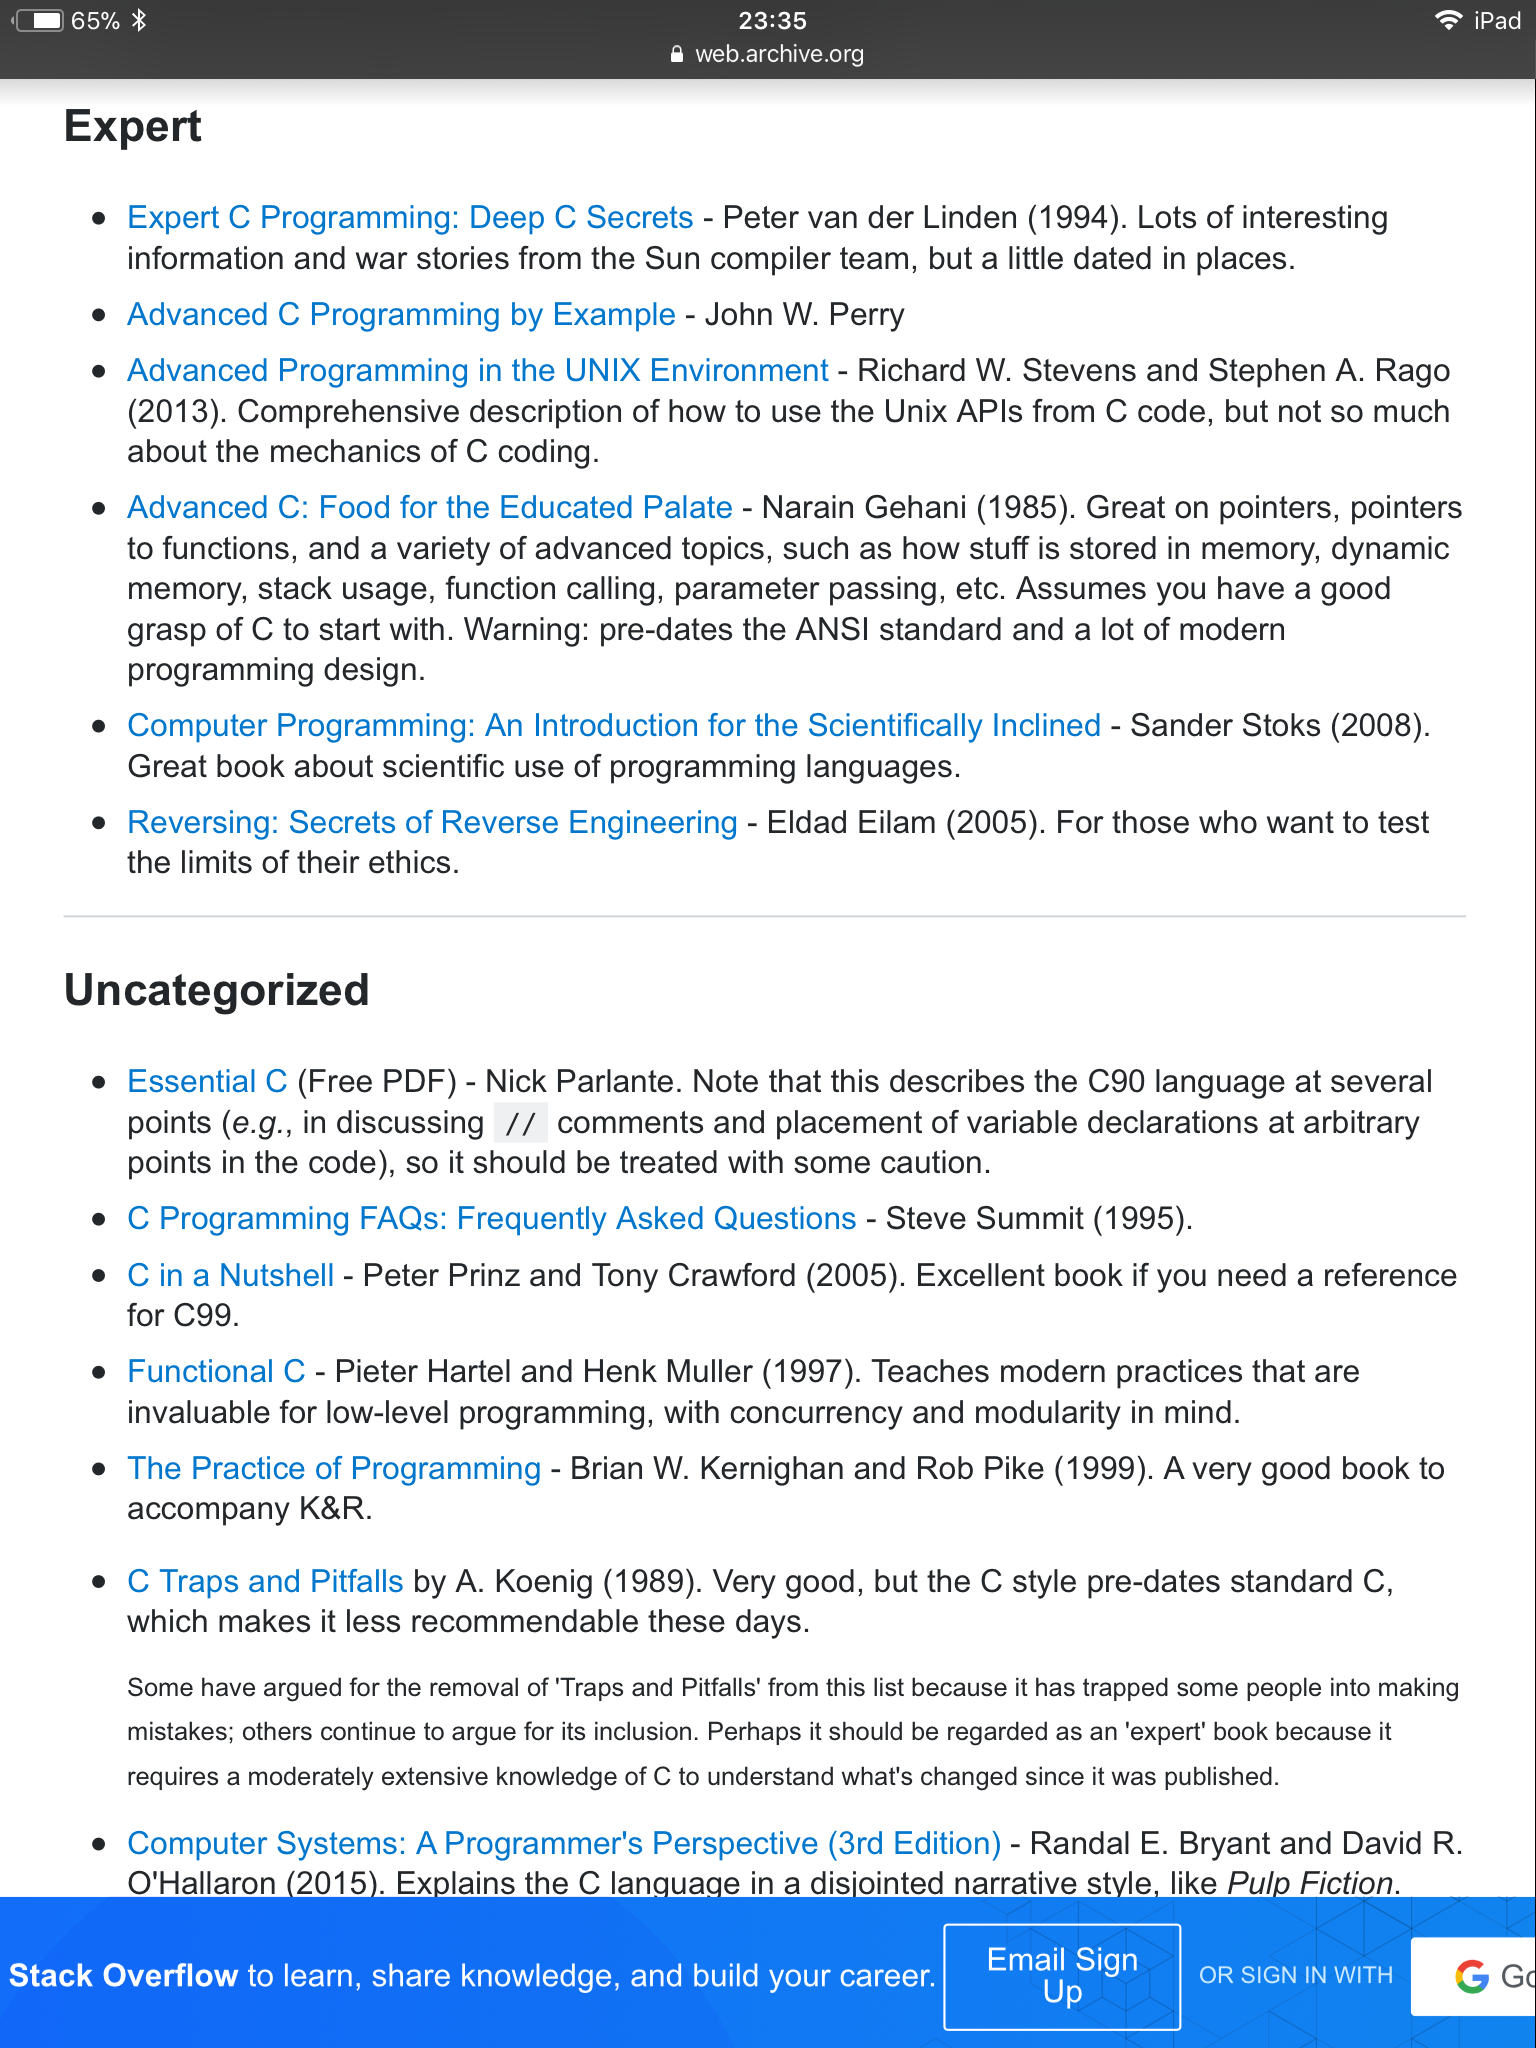 65%
23:35
iPad
web.archive.org
Expert
Expert C Programming: Deep C Secrets - Peter van der Linden (1994). Lots of interesting
information and war stories from the Sun compiler team, but a little dated in places.
Advanced C Programming by Example - John W. Perry
Advanced Programming in the UNIX Environment - Richard W. Stevens and Stephen A. Rago
(2013). Comprehensive description of how to use the Unix APIs from C code, but not so much
about the mechanics of C coding.
Advanced C: Food for the Educated Palate - Narain Gehani (1985). Great on pointers, pointers
to functions, and a variety of advanced topics, such as how stuff is stored in memory, dynamic
memory, stack usage, function calling, parameter passing, etc. Assumes you have a good
grasp of C to start with. Warning: pre-dates the ANSI standard and a lot of modern
programming design.
Computer Programming: An Introduction for the Scientifically Inclined - Sander Stoks (2008).
Great book about scientific use of programming languages.
Reversing: Secrets of Reverse Engineering - Eldad Eilam (2005). For those who want to test
the limits of their ethics.
Uncategorized
Essential C (Free PDF) - Nick Parlante. Note that this describes the C90 language at several
points (e.g., in discussing // comments and placement of variable declarations at arbitrary
points in the code), so it should be treated with some caution.
C Programming FAQs: Frequently Asked Questions - Steve Summit (1995).
C in a Nutshell - Peter Prinz and Tony Crawford (2005). Excellent book if you need a reference
for C99.
Functional C - Pieter Hartel and Henk Muller (1997). Teaches modern practices that are
invaluable for low-level programming, with concurrency and modularity in mind.
The Practice of Programming - Brian W. Kernighan and Rob Pike (1999). A very good book to
accompany K&R.
C Traps and Pitfalls by A. Koenig (1989). Very good, but the C style pre-dates standard C,
which makes it less recommendable these days.
Some have argued for the removal of 'Traps and Pitfalls' from this list because it has trapped some people into making
mistakes; others continue to argue for its inclusion. Perhaps it should be regarded as an 'expert' book because it
requires a moderately extensive knowledge of C to understand what's changed since it was published.
Computer Systems: A Programmer's Perspective (3rd Edition) - Randal E. Bryant and David R.
O'Hallaron (2015). Explains the C language in a disjointed narrative style, like Pulp Fiction.
Stack Overflow to learn, share knowledge, and build your career.
Email Sign
Up
OR SIGN IN WITH
G Go